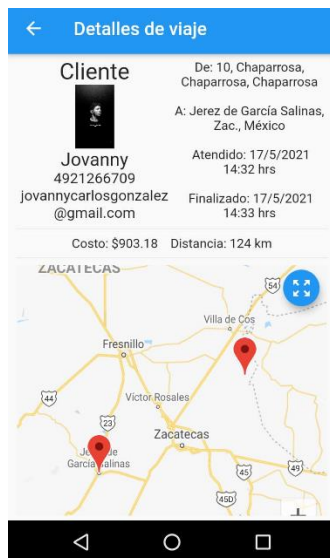 Detalles de viaje
Cliente
Jovanny
4921266709
jovannycarlosgonzalez
@gmail.com
De: 10, Chaparrosa,
Chaparrosa, Chaparrosa
A: Jerez de García Salinas,
Zac., México
Atendido: 17/5/2021
14:32 hrs
Finalizado: 17/5/2021
14:33 hrs
Costo: $903.18 Distancia: 124 km
ZACATECAS
54
Villa de Cos
Fresnillo
44
Víctor Rosales
23
Zacatecas
García Salinas
45
49
45D
+